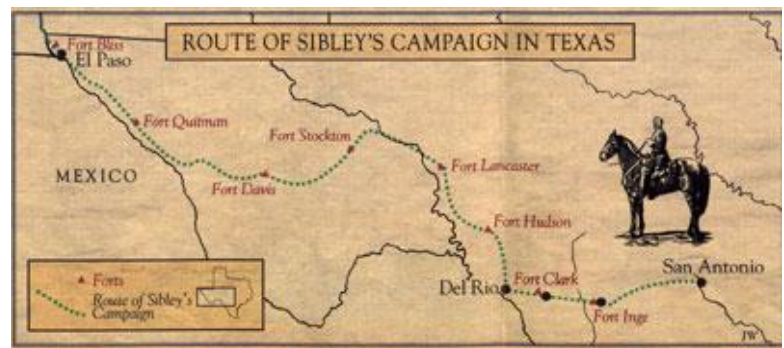 ROUTE OF SIBLEY'S CAMPAIGN IN TEXAS
Fort Bliss
El Paso
Fort Quitman
Fort Stockton
Fort Lancaster
MEXICO
Fort Davis
Fort Hudson
San Antonio
Del Rio
Fort Clark
Fort Inge
Forts
Route of Sibley's
Campaign
JW